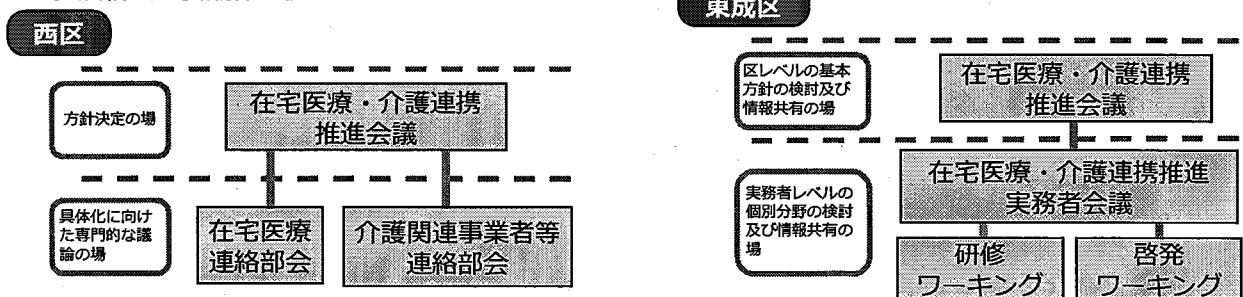 西区
方針決定の場
在宅医療・介護連携
推進会議
具体化に向け
た専門的な議
論の場
在宅医療
連絡部会
介護関連事業者等
連絡部会
東成区
区レベルの基本
方針の検討及び
情報共有の場
在宅医療・介護連携
推進会議
実務者レベルの
個別分野の検討
及び情報共有の
場
在宅医療・介護連携推進
実務者会議
研修
ワーキング
啓発
ワーキング